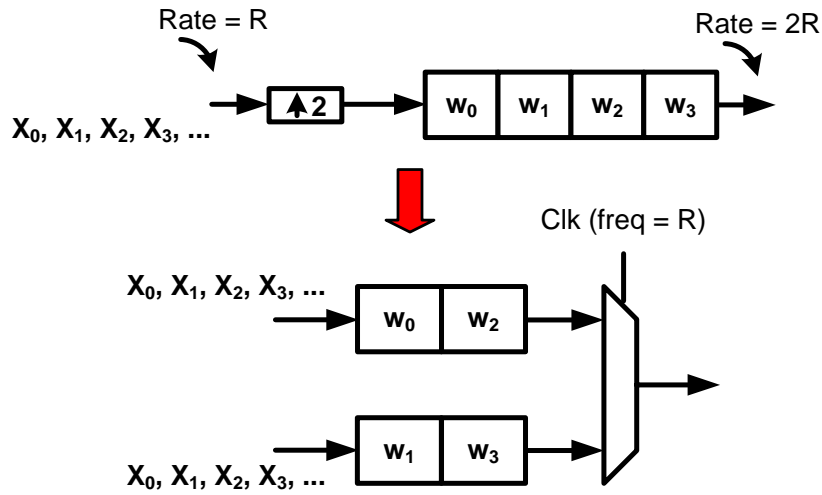 Rate = R
Rate = 2R
2
w₀ w₁ w₂ w₃
X₀, X₁, X₂, X₃, ...
Clk (freq = R)
X₀, X₁, X₂, X₃, ...
w₀ w₂
w₁ w₃
X₀, X₁, X₂, X₃, ...